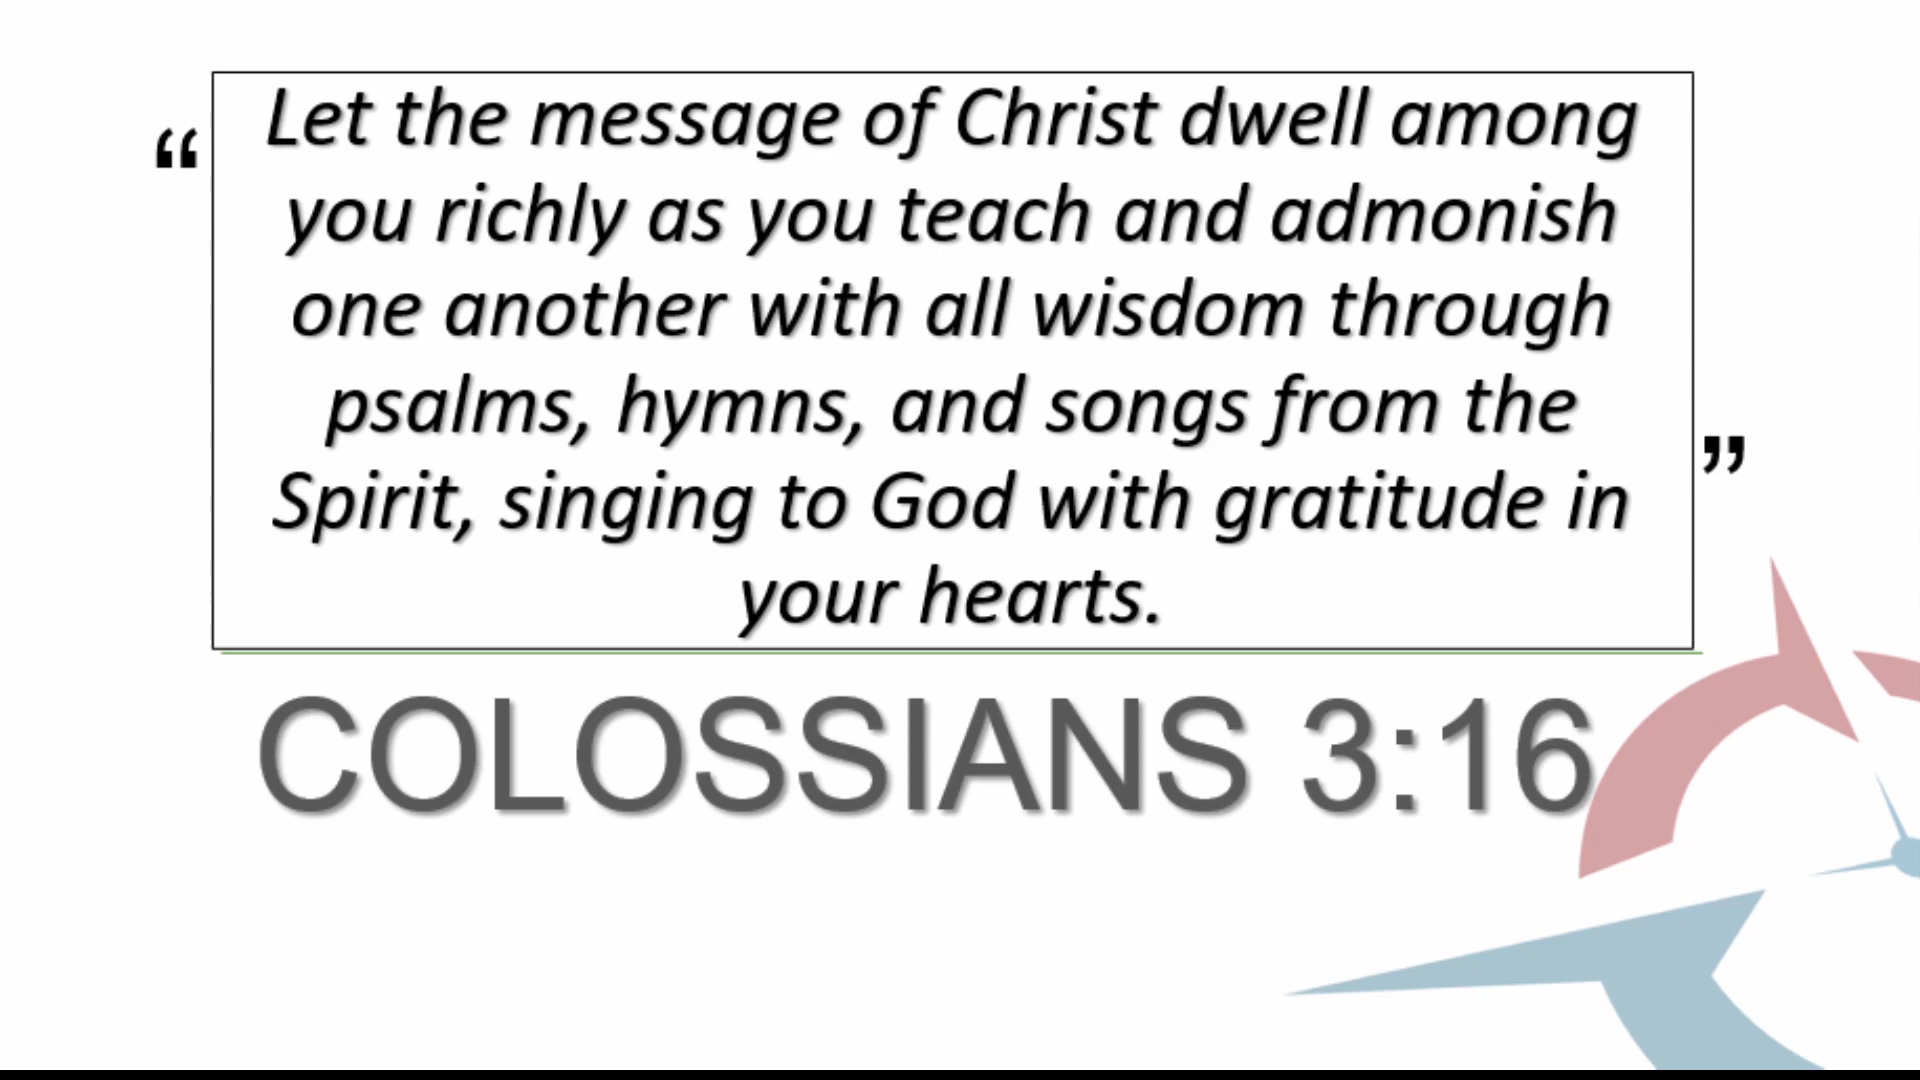 “
Let the message of Christ dwell among
you richly as you teach and admonish
one another with all wisdom through
psalms, hymns, and songs from the
Spirit, singing to God with gratitude in
your hearts.
”
COLOSSIANS 3:16